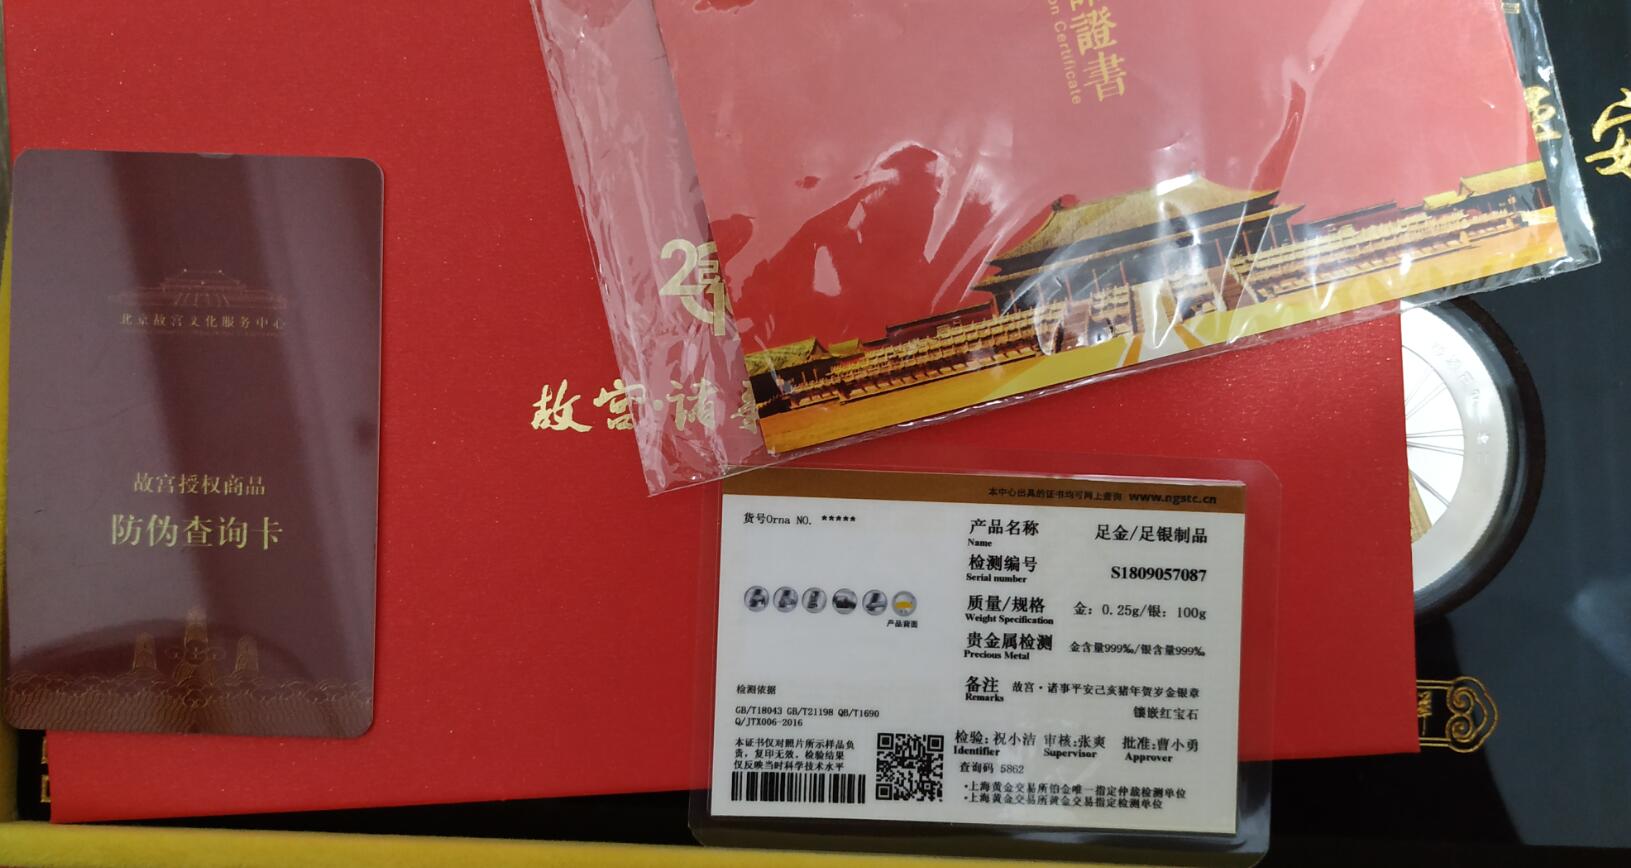 證書
on Certificate
安
北京故宫文化服务中心
故宫授权商品
防伪查询卡
故宫·诸
本中心出具的证书均可网上查询 www.ngstc.cn
货号Orna NO. *****
产品名称 足金/足银制品
Name
检测编号 S1809057087
Serial number
质量/规格 金: 0.25g/银: 100g
Weight Specification
贵金属检测 金含量999‰/银含量999‰
Precious Metal
备注 故宫·诸事平安己亥猪年贺岁金银章
Remarks
镶嵌红宝石
产品背面
检测依据
GB/T18043 GB/T21198 QB/T1690
Q/JTX006-2016
本证书仅对照片所示样品负
责，复印无效，检验结果
仅反映当时科学技术水平
检验:祝小洁 审核:张爽 批准:曹小勇
Identifier Supervisor Approver
查询码 5862
·上海黄金交易所铂金唯一指定仲裁检测单位
·上海黄金交易所黄金交易指定检测单位